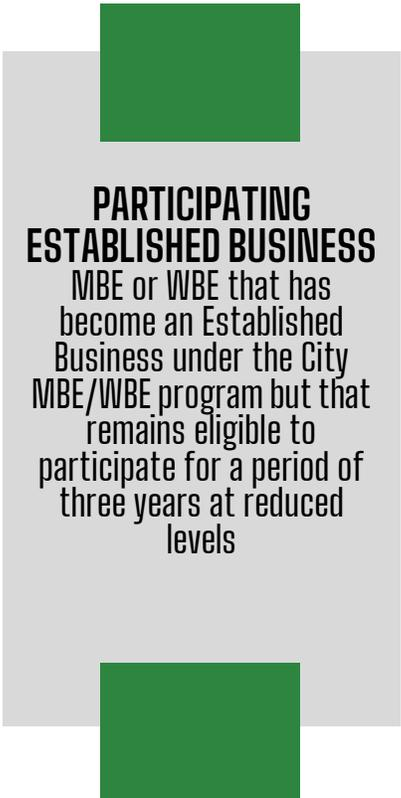 PARTICIPATING
ESTABLISHED BUSINESS
MBE or WBE that has
become an Established
Business under the City
MBE/WBE program but that
remains eligible to
participate for a period of
three years at reduced
levels